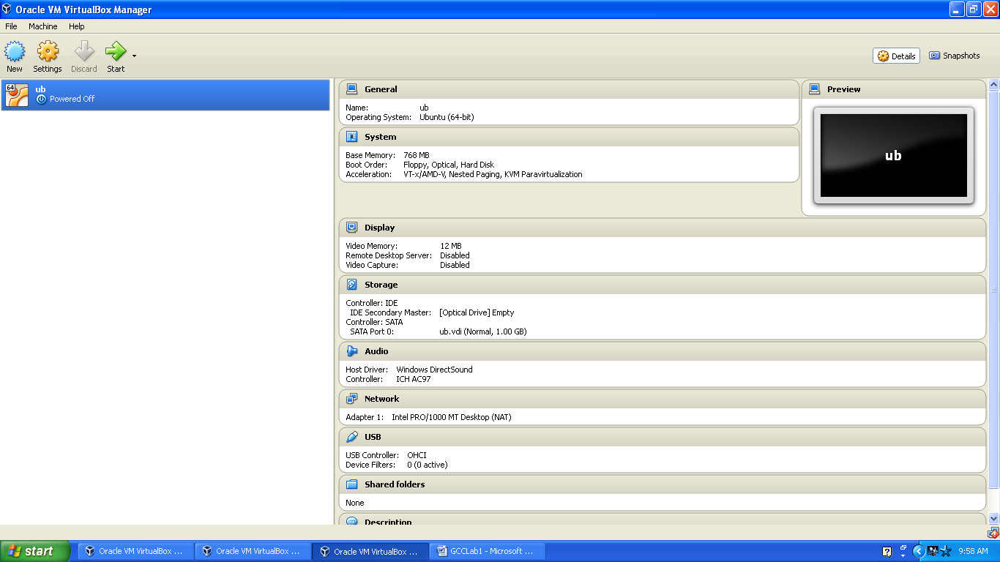 Oracle VM VirtualBox Manager
File Machine Help
New Settings Discard Start
Details Snapshots
64
ub
Powered Off
General
Name: ub
Operating System: Ubuntu (64-bit)
System
Base Memory: 768 MB
Boot Order: Floppy, Optical, Hard Disk
Acceleration: VT-x/AMD-V, Nested Paging, KVM Paravirtualization
Preview
ub
Display
Video Memory: 12 MB
Remote Desktop Server: Disabled
Video Capture: Disabled
Storage
Controller: IDE
IDE Secondary Master: [Optical Drive] Empty
Controller: SATA
SATA Port 0: ub.vdi (Normal, 1.00 GB)
Audio
Host Driver: Windows DirectSound
Controller: ICH AC97
Network
Adapter 1: Intel PRO/1000 MT Desktop (NAT)
USB
USB Controller: OHCI
Device Filters: 0 (0 active)
Shared folders
None
Description
start Oracle VM VirtualBox ... Oracle VM VirtualBox ... Oracle VM VirtualBox ... GCCLab1 - Microsoft ... 9:58 AM